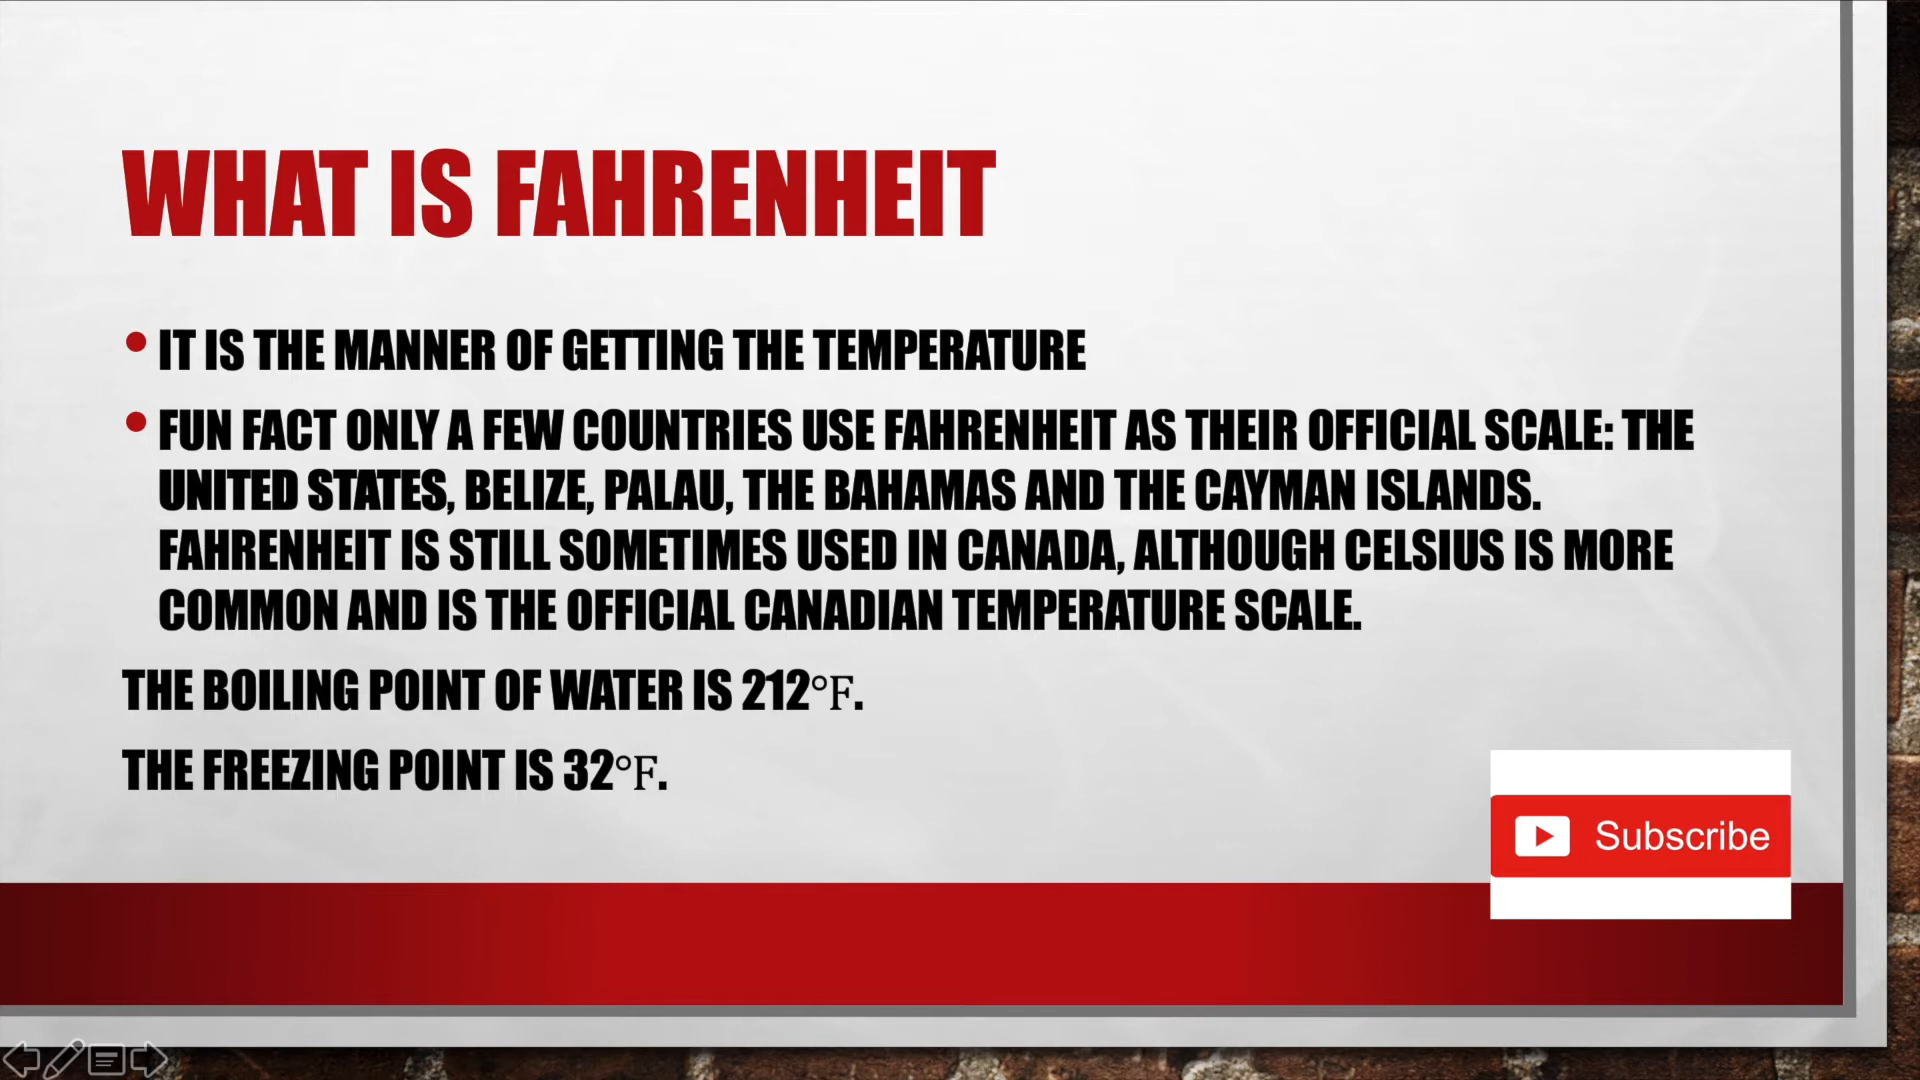 WHAT IS FAHRENHEIT
• IT IS THE MANNER OF GETTING THE TEMPERATURE
• FUN FACT ONLY A FEW COUNTRIES USE FAHRENHEIT AS THEIR OFFICIAL SCALE: THE
UNITED STATES, BELIZE, PALAU, THE BAHAMAS AND THE CAYMAN ISLANDS.
FAHRENHEIT IS STILL SOMETIMES USED IN CANADA, ALTHOUGH CELSIUS IS MORE
COMMON AND IS THE OFFICIAL CANADIAN TEMPERATURE SCALE.
THE BOILING POINT OF WATER IS 212°F.
THE FREEZING POINT IS 32°F.
Subscribe